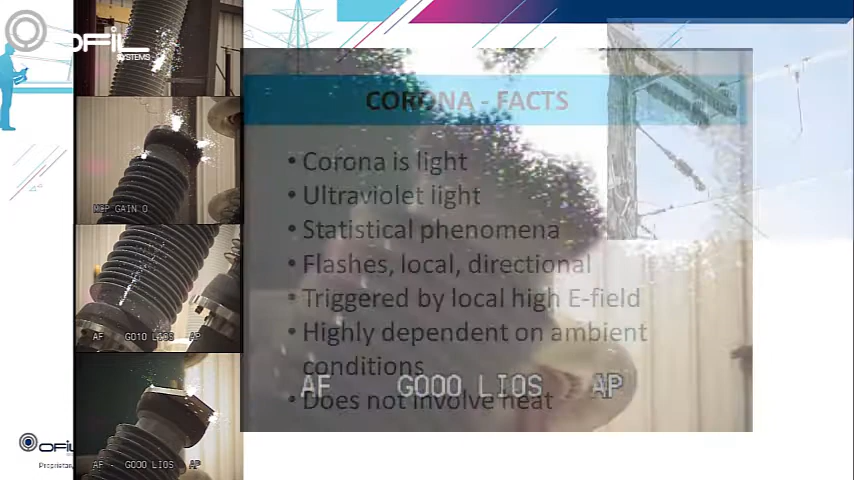 OFIL
SYSTEMS
CORONA - FACTS
• Corona is light
• Ultraviolet light
• Statistical phenomena
• Flashes, local, directional
• Triggered by local high E-field
• Highly dependent on ambient
conditions
• Does not involve heat
MCP GAIN 0
AF GO10 LIOS AP
AF GOOO LIOS AP
AF - GOOO LIOS AP
OFIL